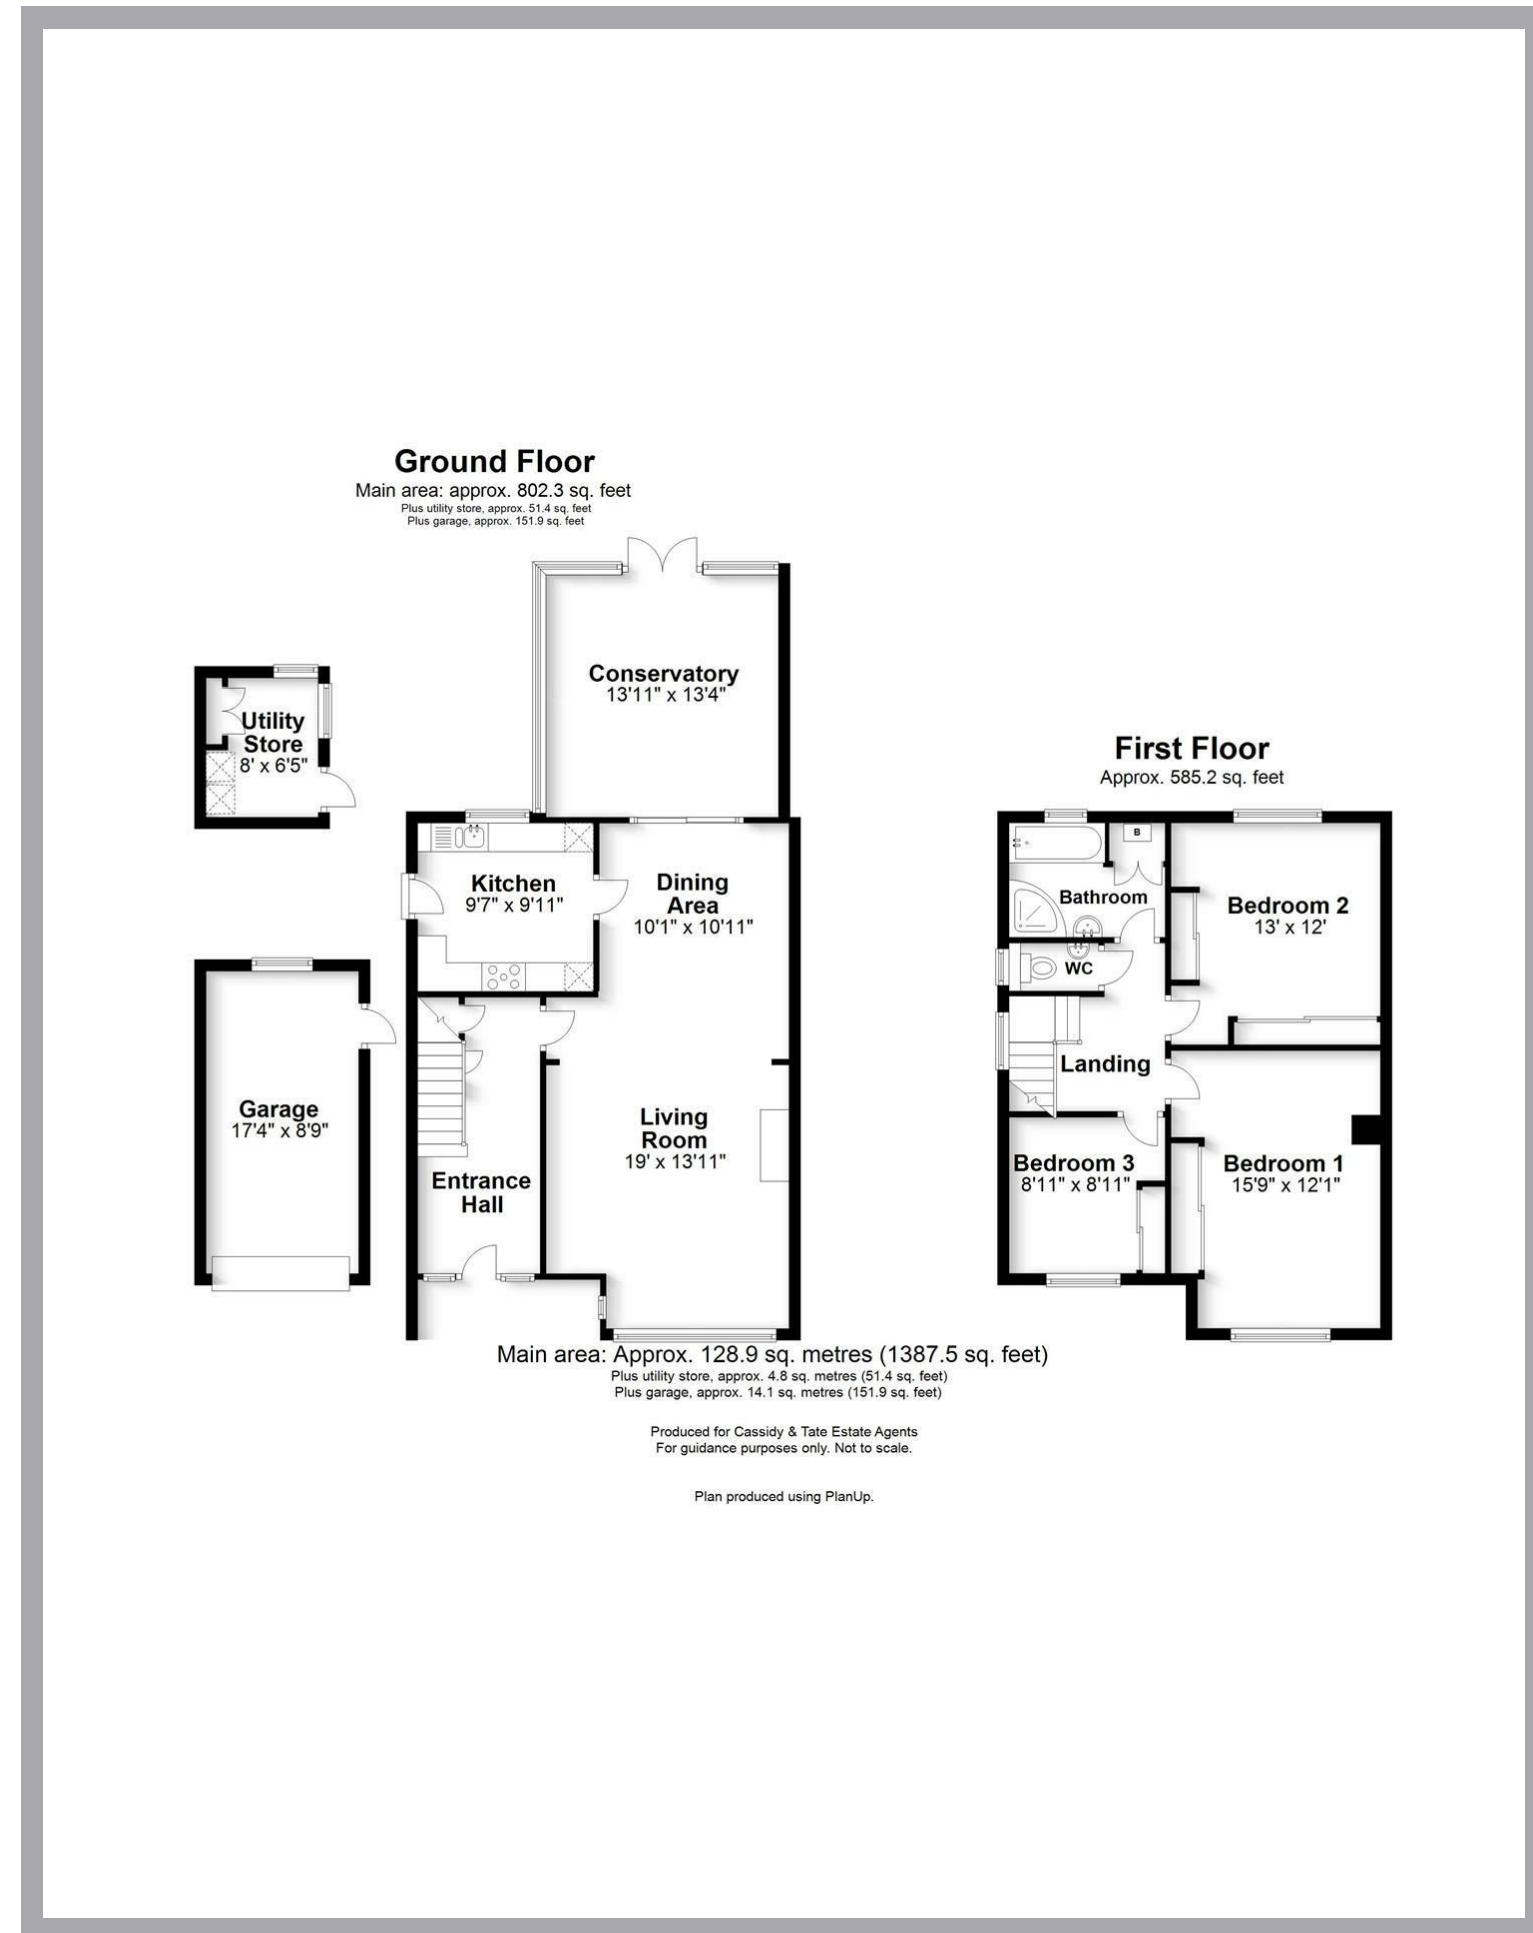 Ground Floor
Main area: approx. 802.3 sq. feet
Plus utility store, approx. 51.4 sq. feet
Plus garage, approx. 151.9 sq. feet
Conservatory
13'11" x 13'4"
Utility
Store
8' x 6'5"
Kitchen
9'7" x 9'11"
Dining
Area
10'1" x 10'11"
Garage
17'4" x 8'9"
Living
Room
19' x 13'11"
Entrance
Hall
First Floor
Approx. 585.2 sq. feet
B
Bathroom
Bedroom 2
13' x 12'
WC
Landing
Bedroom 3
8'11" x 8'11"
Bedroom 1
15'9" x 12'1"
Main area: Approx. 128.9 sq. metres (1387.5 sq. feet)
Plus utility store, approx. 4.8 sq. metres (51.4 sq. feet)
Plus garage, approx. 14.1 sq. metres (151.9 sq. feet)
Produced for Cassidy & Tate Estate Agents
For guidance purposes only. Not to scale.
Plan produced using PlanUp.